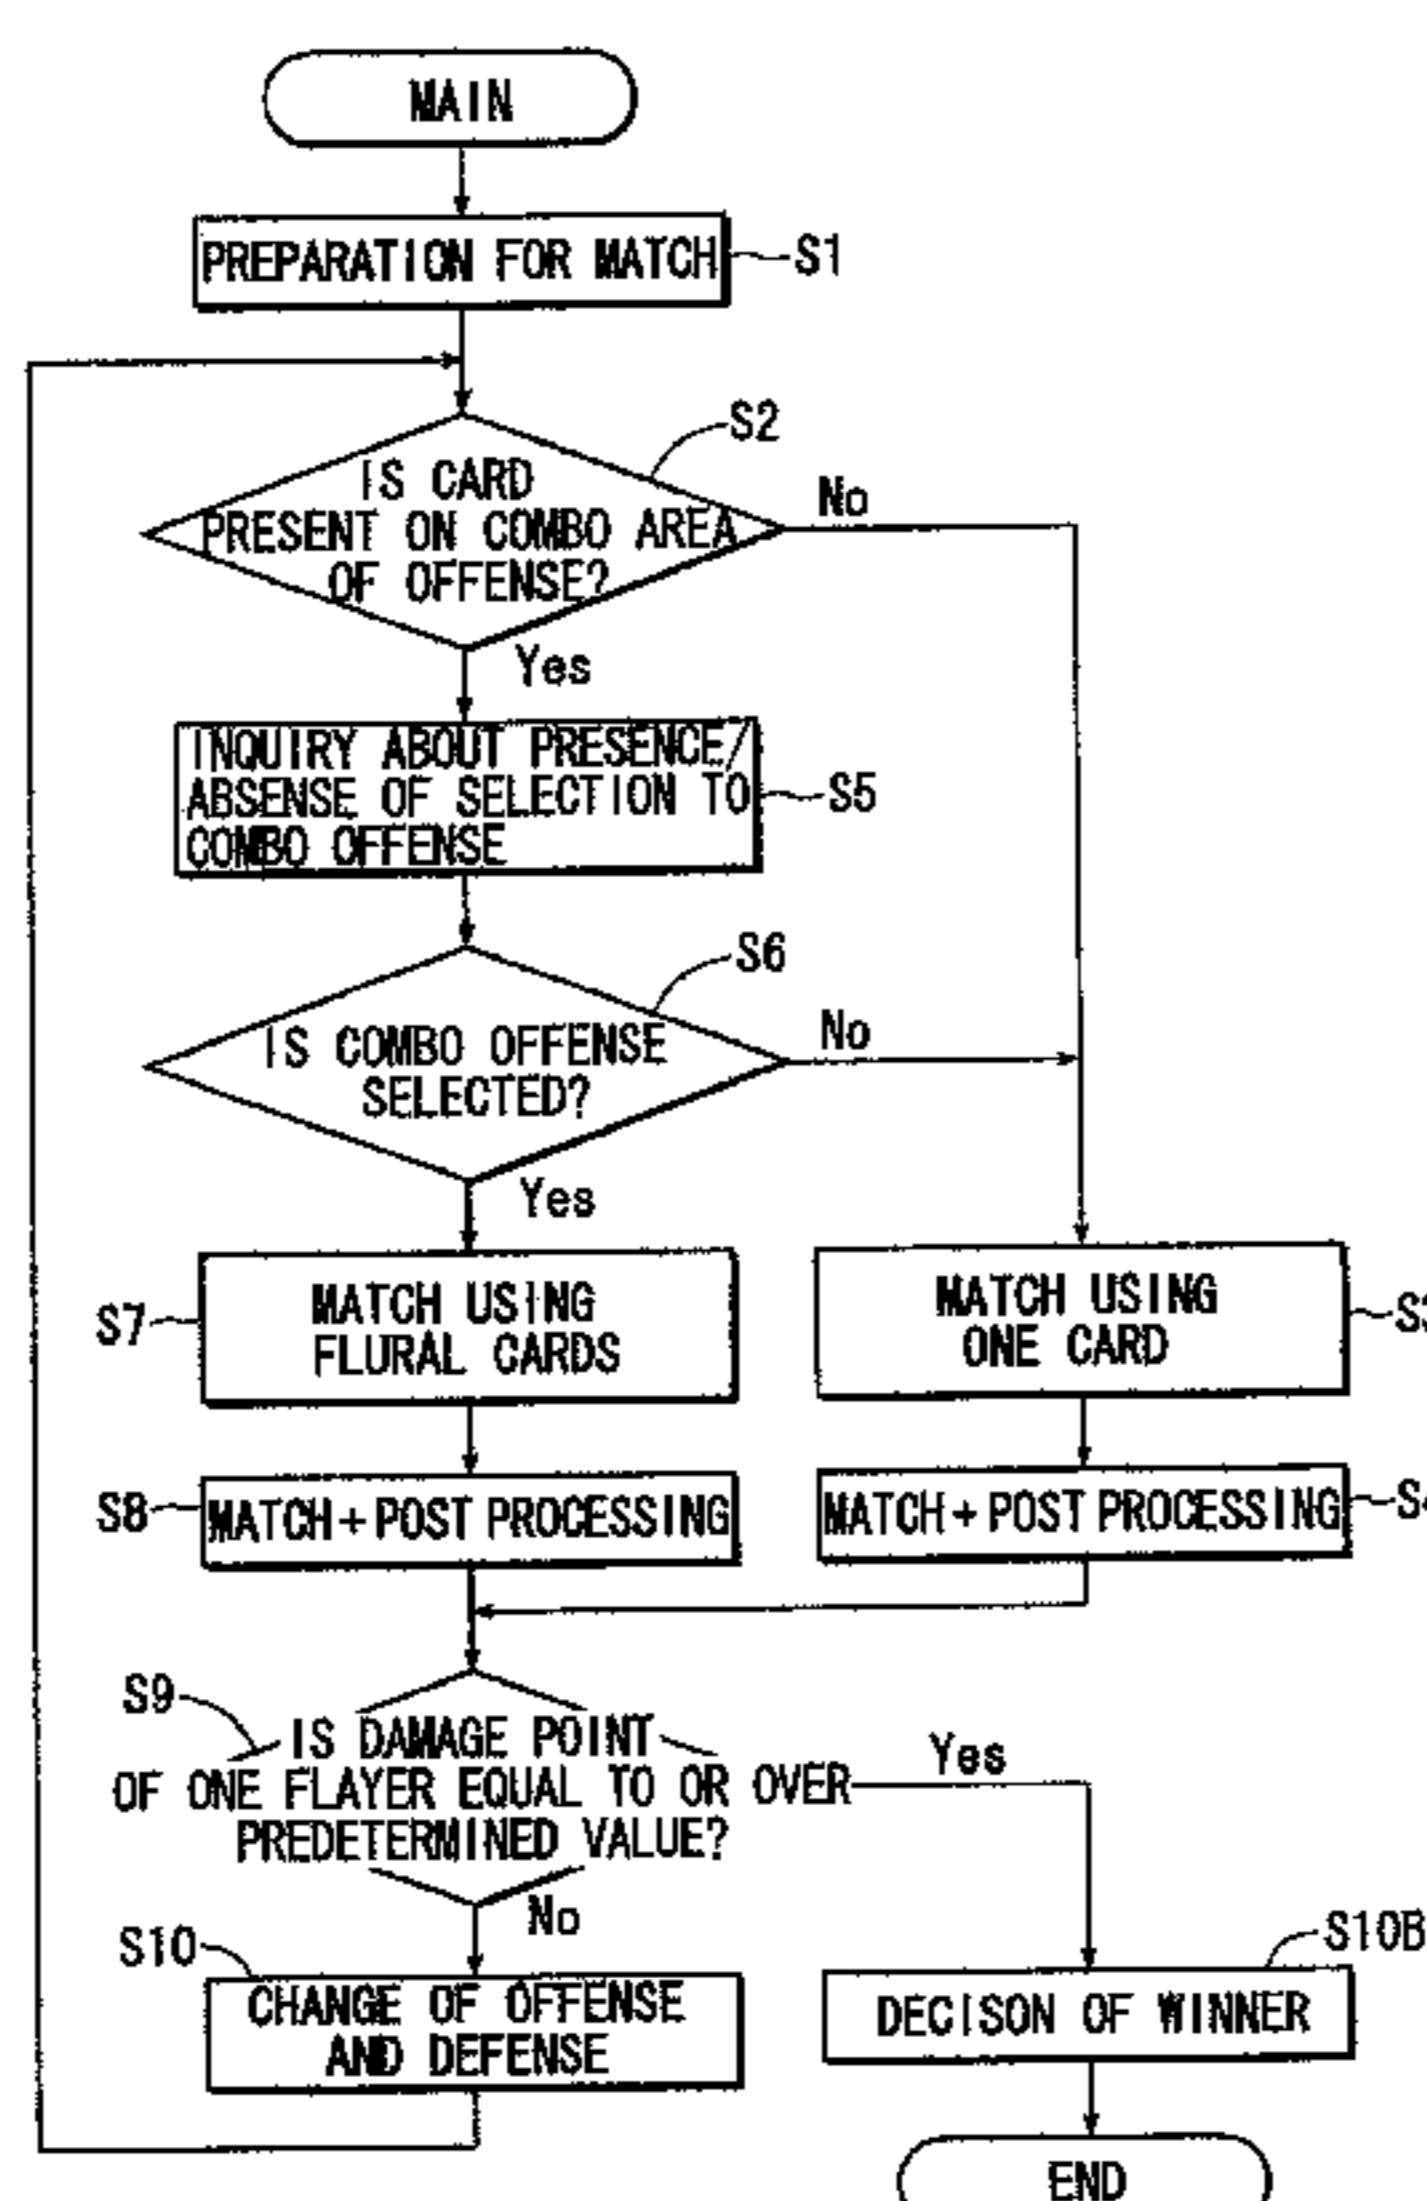 MAIN
PREPARATION FOR MATCH
S1
S2
IS CARD
PRESENT ON COMBO AREA
OF OFFENSE?
No
Yes
INQUIRY ABOUT PRESENCE/
ABSENSE OF SELECTION TO
COMBO OFFENSE
S5
S6
IS COMBO OFFENSE
SELECTED?
No
Yes
S7
MATCH USING
FLURAL CARDS
MATCH USING
ONE CARD
S8
MATCH+POST PROCESSING
MATCH+POST PROCESSING
S9
IS DAMAGE POINT
OF ONE FLAYER EQUAL TO OR OVER
PREDETERMINED VALUE?
Yes
No
S10
CHANGE OF OFFENSE
AND DEFENSE
S10B
DECISON OF WINNER
END